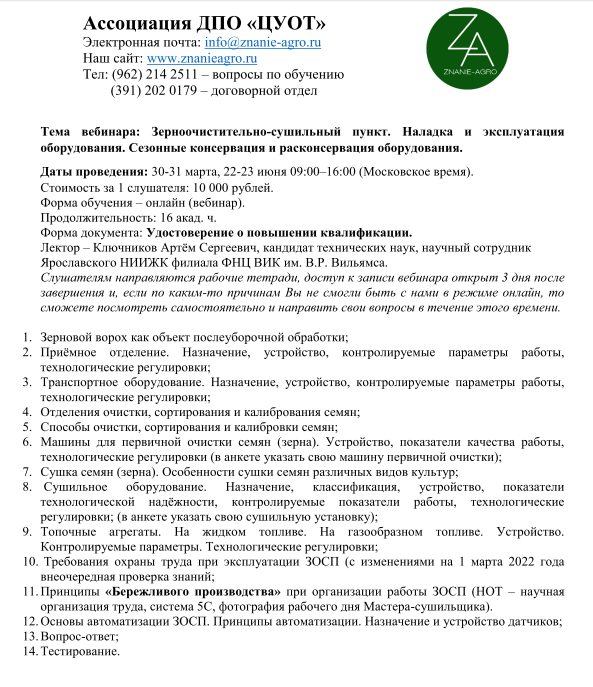 Ассоциация ДПО «ЦУОТ»
Электронная почта: info@znanie-agro.ru
Наш сайт: www.znanieagro.ru
Тел: (962) 214 2511 – вопросы по обучению
(391) 202 0179 – договорной отдел
ZNANIE-AGRO
Тема вебинара: Зерноочистительно-сушильный пункт. Наладка и эксплуатация
оборудования. Сезонные консервация и расконсервация оборудования.
Даты проведения: 30-31 марта, 22-23 июня 09:00–16:00 (Московское время).
Стоимость за 1 слушателя: 10 000 рублей.
Форма обучения – онлайн (вебинар).
Продолжительность: 16 акад. ч.
Форма документа: Удостоверение о повышении квалификации.
Лектор – Ключников Артём Сергеевич, кандидат технических наук, научный сотрудник
Ярославского НИИЖК филиала ФНЦ ВИК им. В.Р. Вильямса.
Слушателям направляются рабочие тетради, доступ к записи вебинара открыт 3 дня после
завершения и, если по каким-то причинам Вы не смогли быть с нами в режиме онлайн, то
сможете посмотреть самостоятельно и направить свои вопросы в течение этого времени.
1. Зерновой ворох как объект послеуборочной обработки;
2. Приёмное отделение. Назначение, устройство, контролируемые параметры работы,
технологические регулировки;
3. Транспортное оборудование. Назначение, устройство, контролируемые параметры работы,
технологические регулировки;
4. Отделения очистки, сортирования и калибрования семян;
5. Способы очистки, сортирования и калибровки семян;
6. Машины для первичной очистки семян (зерна). Устройство, показатели качества работы,
технологические регулировки (в анкете указать свою машину первичной очистки);
7. Сушка семян (зерна). Особенности сушки семян различных видов культур;
8. Сушильное оборудование. Назначение, классификация, устройство, показатели
технологической надёжности, контролируемые показатели работы, технологические
регулировки; (в анкете указать свою сушильную установку);
9. Топочные агрегаты. На жидком топливе. На газообразном топливе. Устройство.
Контролируемые параметры. Технологические регулировки;
10. Требования охраны труда при эксплуатации ЗОСП (с изменениями на 1 марта 2022 года
внеочередная проверка знаний;
11. Принципы «Бережливого производства» при организации работы ЗОСП (НОТ – научная
организация труда, система 5С, фотография рабочего дня Мастера-сушильщика).
12. Основы автоматизации ЗОСП. Принципы автоматизации. Назначение и устройство датчиков;
13. Вопрос-ответ;
14. Тестирование.